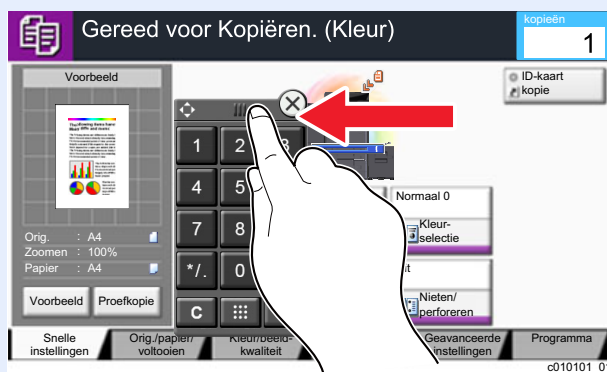 Gereed voor Kopiëren. (Kleur)
kopieën
1
Voorbeeld
ID-kaart
kopie
1
2
3
4
5
7
8
*/.
0
C
Orig. : A4
Zoomen : 100%
Papier : A4
Voorbeeld
Proefkopie
Normaal 0
Kleur-
selectie
Nieten/
perforeren
Snelle
instellingen
Orig./papier/
voltooien
Kleur/beeld-
kwaliteit
Geavanceerde
instellingen
Programma